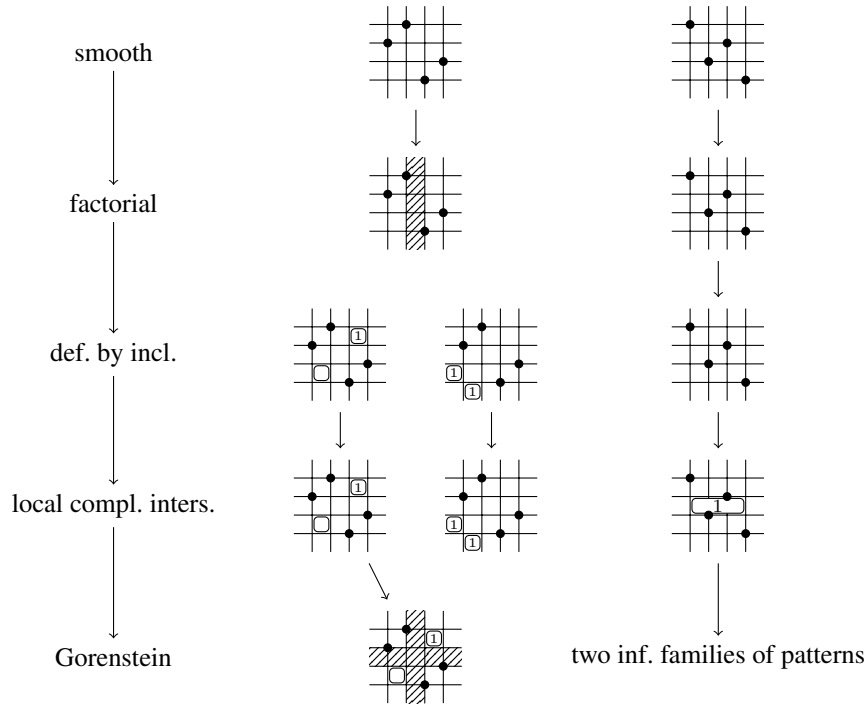 smooth
factorial
def. by incl.
1
1
1
local compl. inters.
1
1
1
1
1
Gorenstein
two inf. families of patterns